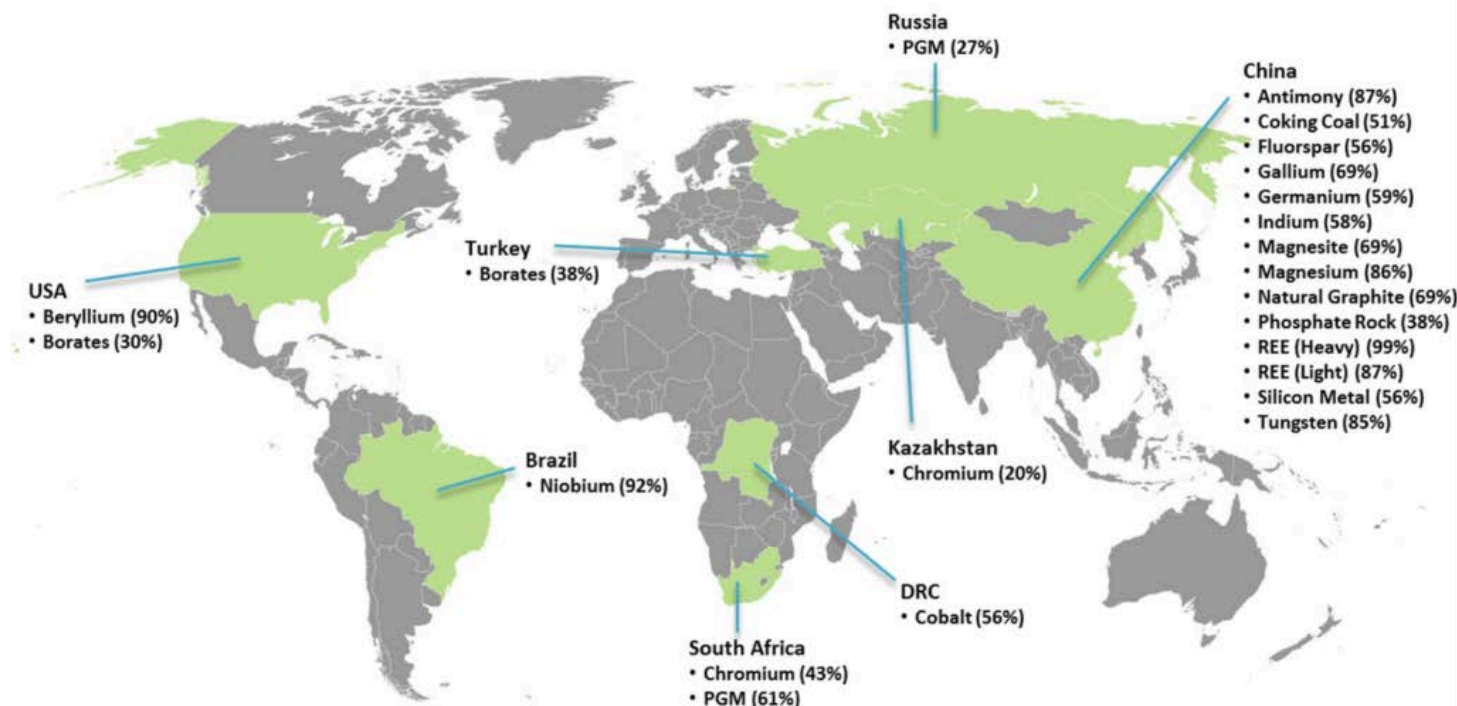 Russia
• PGM (27%)
China
• Antimony (87%)
• Coking Coal (51%)
• Fluorspar (56%)
• Gallium (69%)
• Germanium (59%)
• Indium (58%)
• Magnesite (69%)
• Magnesium (86%)
• Natural Graphite (69%)
• Phosphate Rock (38%)
• REE (Heavy) (99%)
• REE (Light) (87%)
• Silicon Metal (56%)
• Tungsten (85%)
Turkey
• Borates (38%)
USA
• Beryllium (90%)
• Borates (30%)
Kazakhstan
• Chromium (20%)
Brazil
• Niobium (92%)
DRC
• Cobalt (56%)
South Africa
• Chromium (43%)
• PGM (61%)